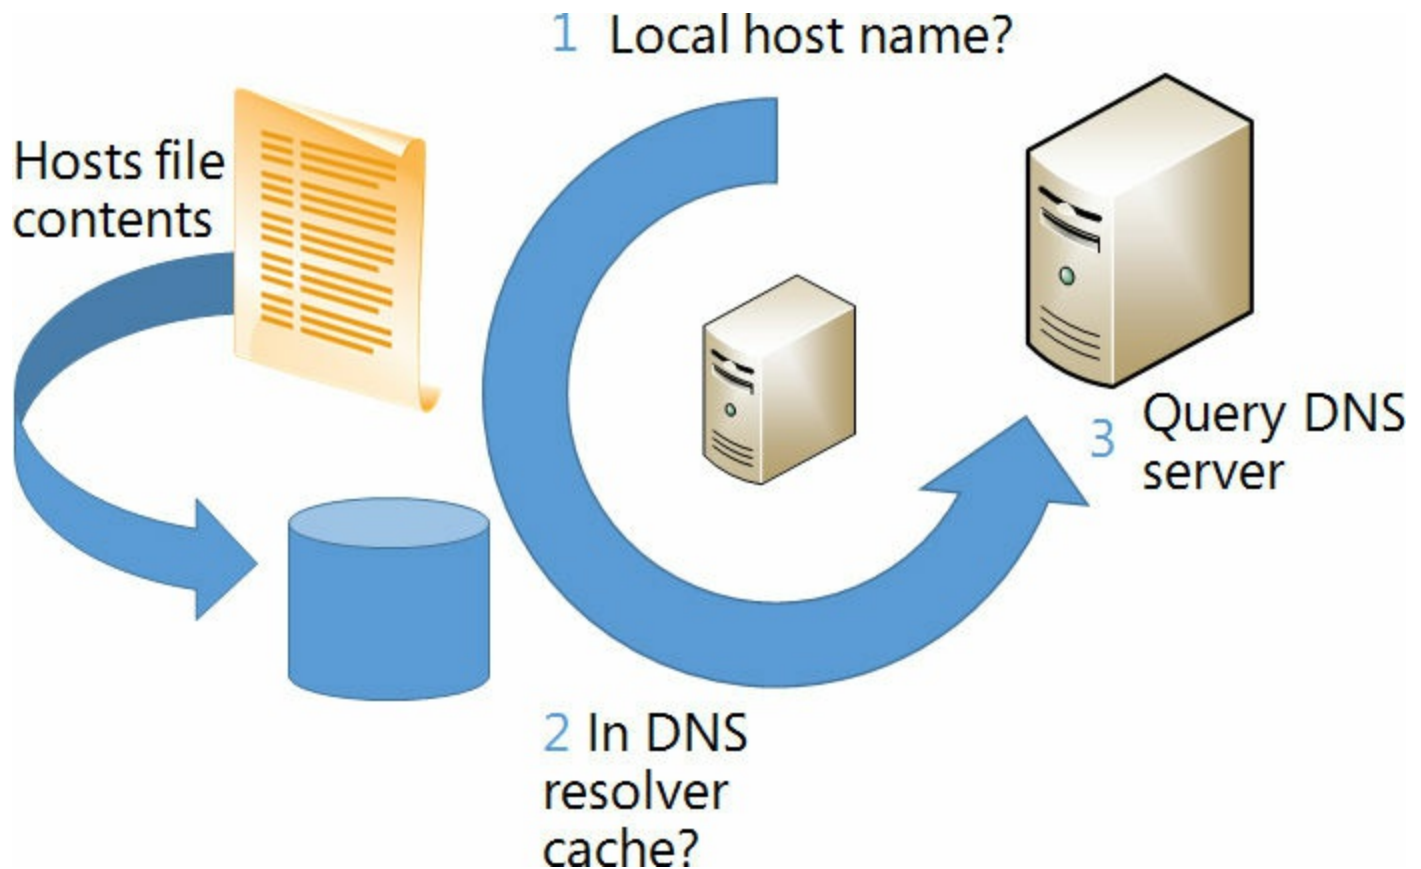 1 Local host name?
Hosts file
contents
3 Query DNS
server
2 In DNS
resolver
cache?